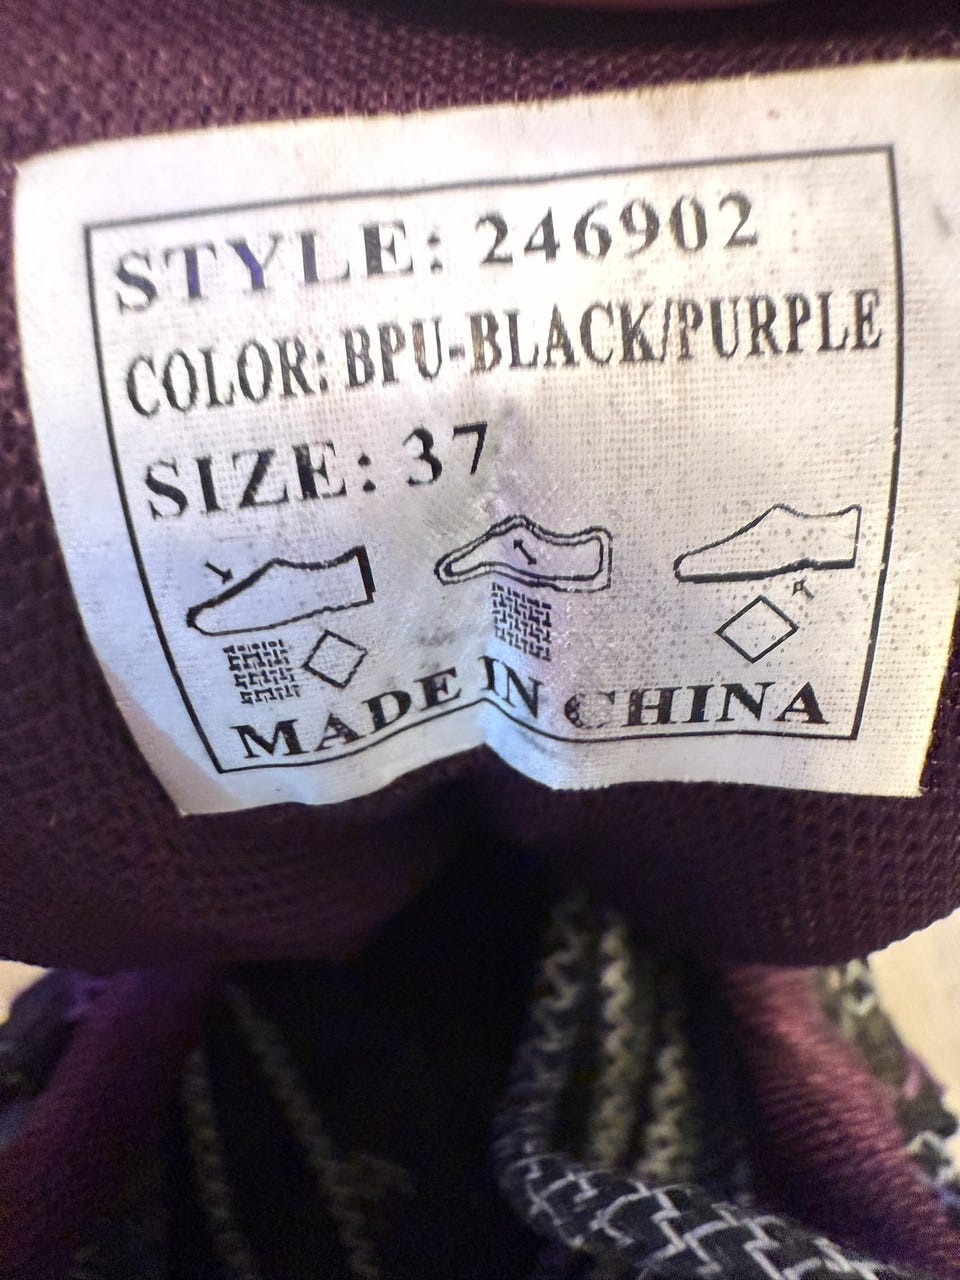 STYLE: 246902
COLOR: BPU-BLACK/PURPLE
SIZE: 37
MADE IN CHINA